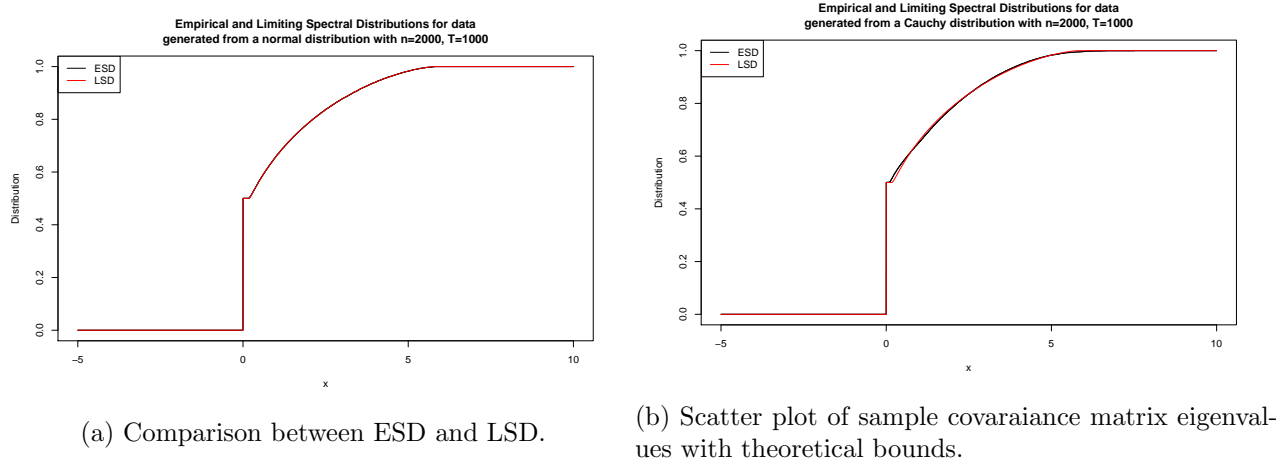 Empirical and Limiting Spectral Distributions for data
generated from a normal distribution with n=2000, T=1000
ESD
LSD
1.0
0.8
0.6
0.4
0.2
0.0
Distribution
−5
0
5
10
x
(a) Comparison between ESD and LSD.
Empirical and Limiting Spectral Distributions for data
generated from a Cauchy distribution with n=2000, T=1000
ESD
LSD
1.0
0.8
0.6
0.4
0.2
0.0
Distribution
−5
0
5
10
x
(b) Scatter plot of sample covaraiance matrix eigenval-
ues with theoretical bounds.